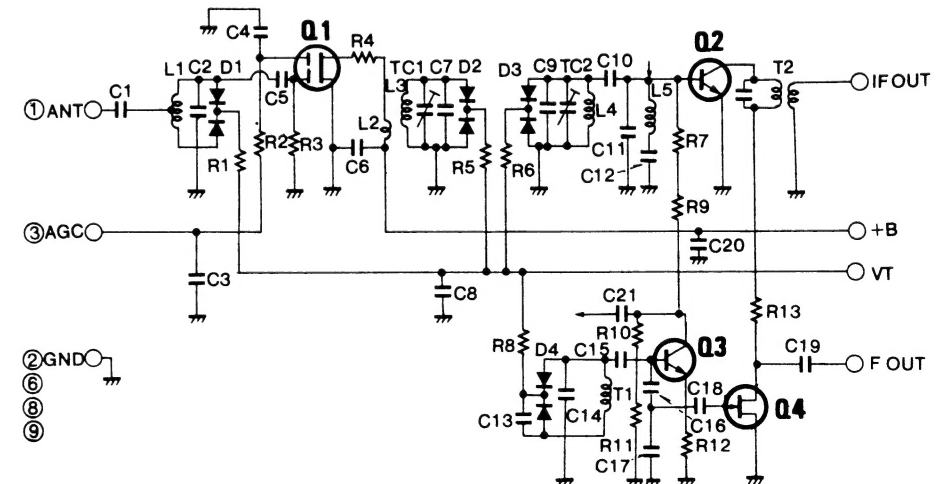 C4
Q1
R4
Q2
L1 C2 D1
TC1 C7 D2
D3 C9 TC2 C10
T2
C1
C5
L3
L5
IF OUT
①ANT
L2
L4
R1
R2
R3
C6
R5
R6
C11
R7
C12
R9
③AGC
+B
C20
C3
C8
VT
C21
R13
R10
R8
D4
C15
Q3
C19
②GND
F OUT
⑥
T1
C18
⑧
C13
C14
C16
Q4
⑨
R11
R12
C17